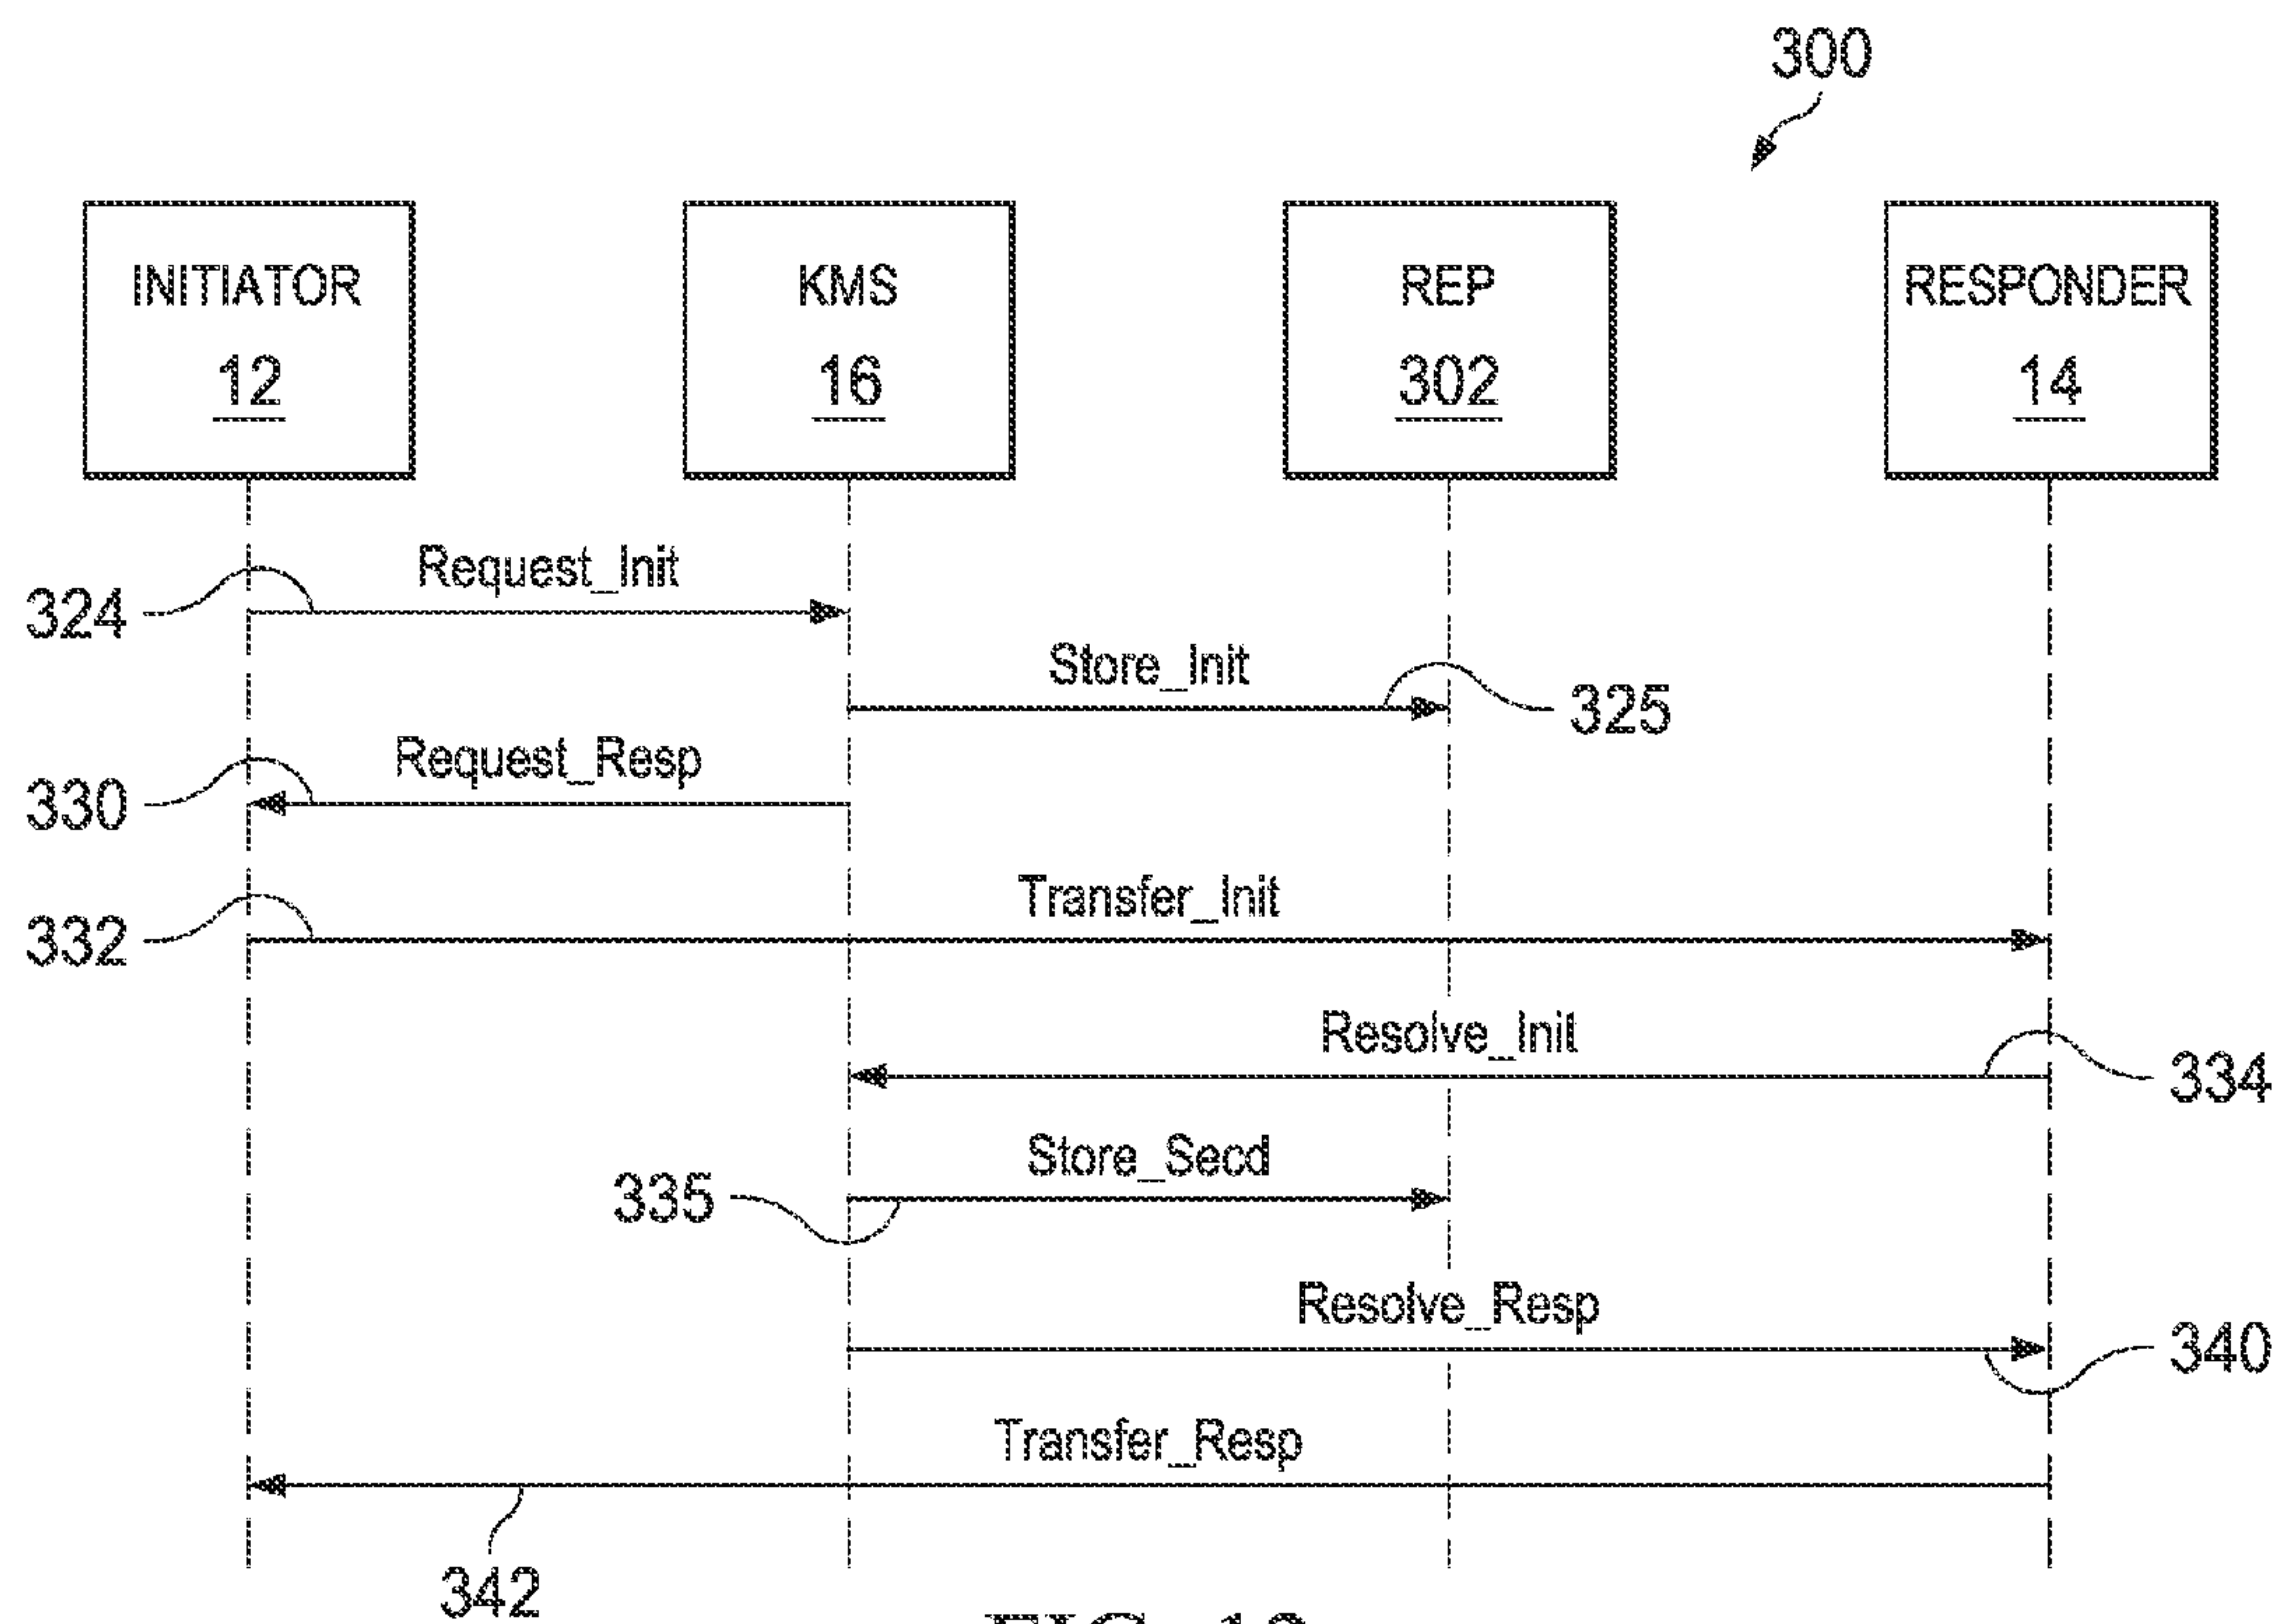 300
INITIATOR
12
KMS
16
REP
302
RESPONDER
14
324
Request_Init
Store_Init
325
330
Request_Resp
332
Transfer_Init
Resolve_Init
334
335
Store_Secd
Resolve_Resp
340
Transfer_Resp
342